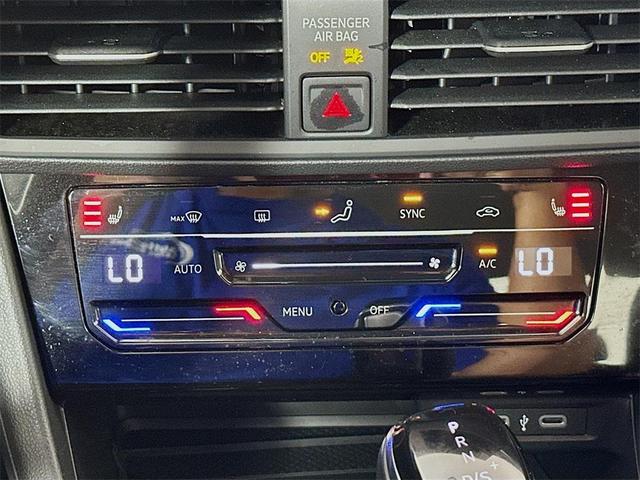 PASSENGER
AIR BAG
OFF
MAX
SYNC
LO
AUTO
A/C
LO
MENU
OFF
P
R
N
D/S
+